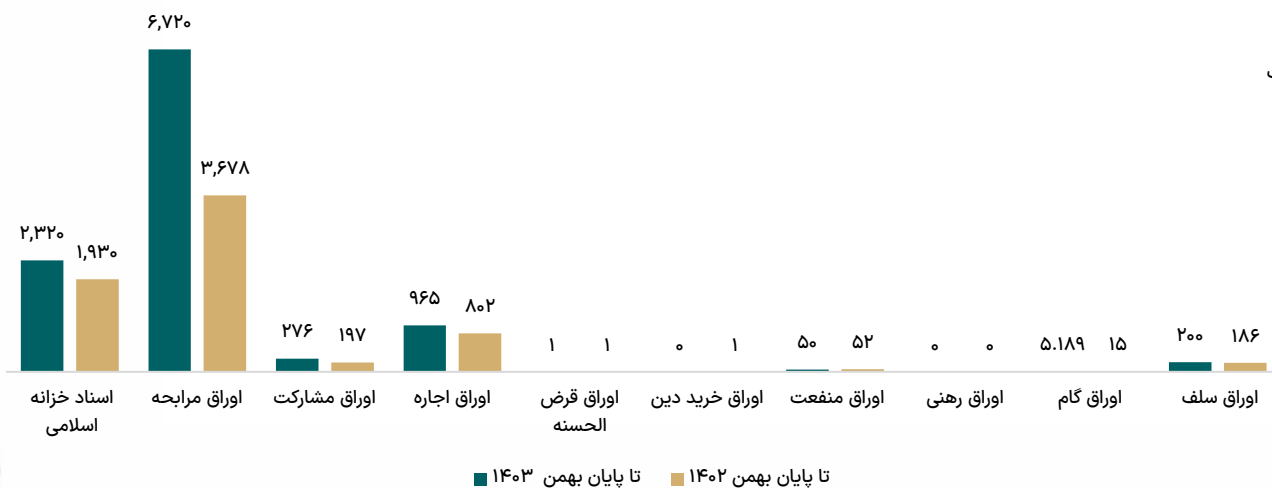 ۶,۷۲۰
۳,۶۷۸
۲,۳۲۰
۱,۹۳۰
۹۶۵
۸۰۲
۲۷۶
۱۹۷
۱
۱
۰
۱
۵۰
۵۲
۰
۰
۵.۱۸۹
۱۵
۲۰۰
۱۸۶
اسناد خزانه
اسلامی
اوراق مرابحه
اوراق مشارکت
اوراق اجاره
اوراق قرض
الحسنه
اوراق خرید دین
اوراق منفعت
اوراق رهنی
اوراق گام
اوراق سلف
تا پایان بهمن ۱۴۰۲
تا پایان بهمن ۱۴۰۳